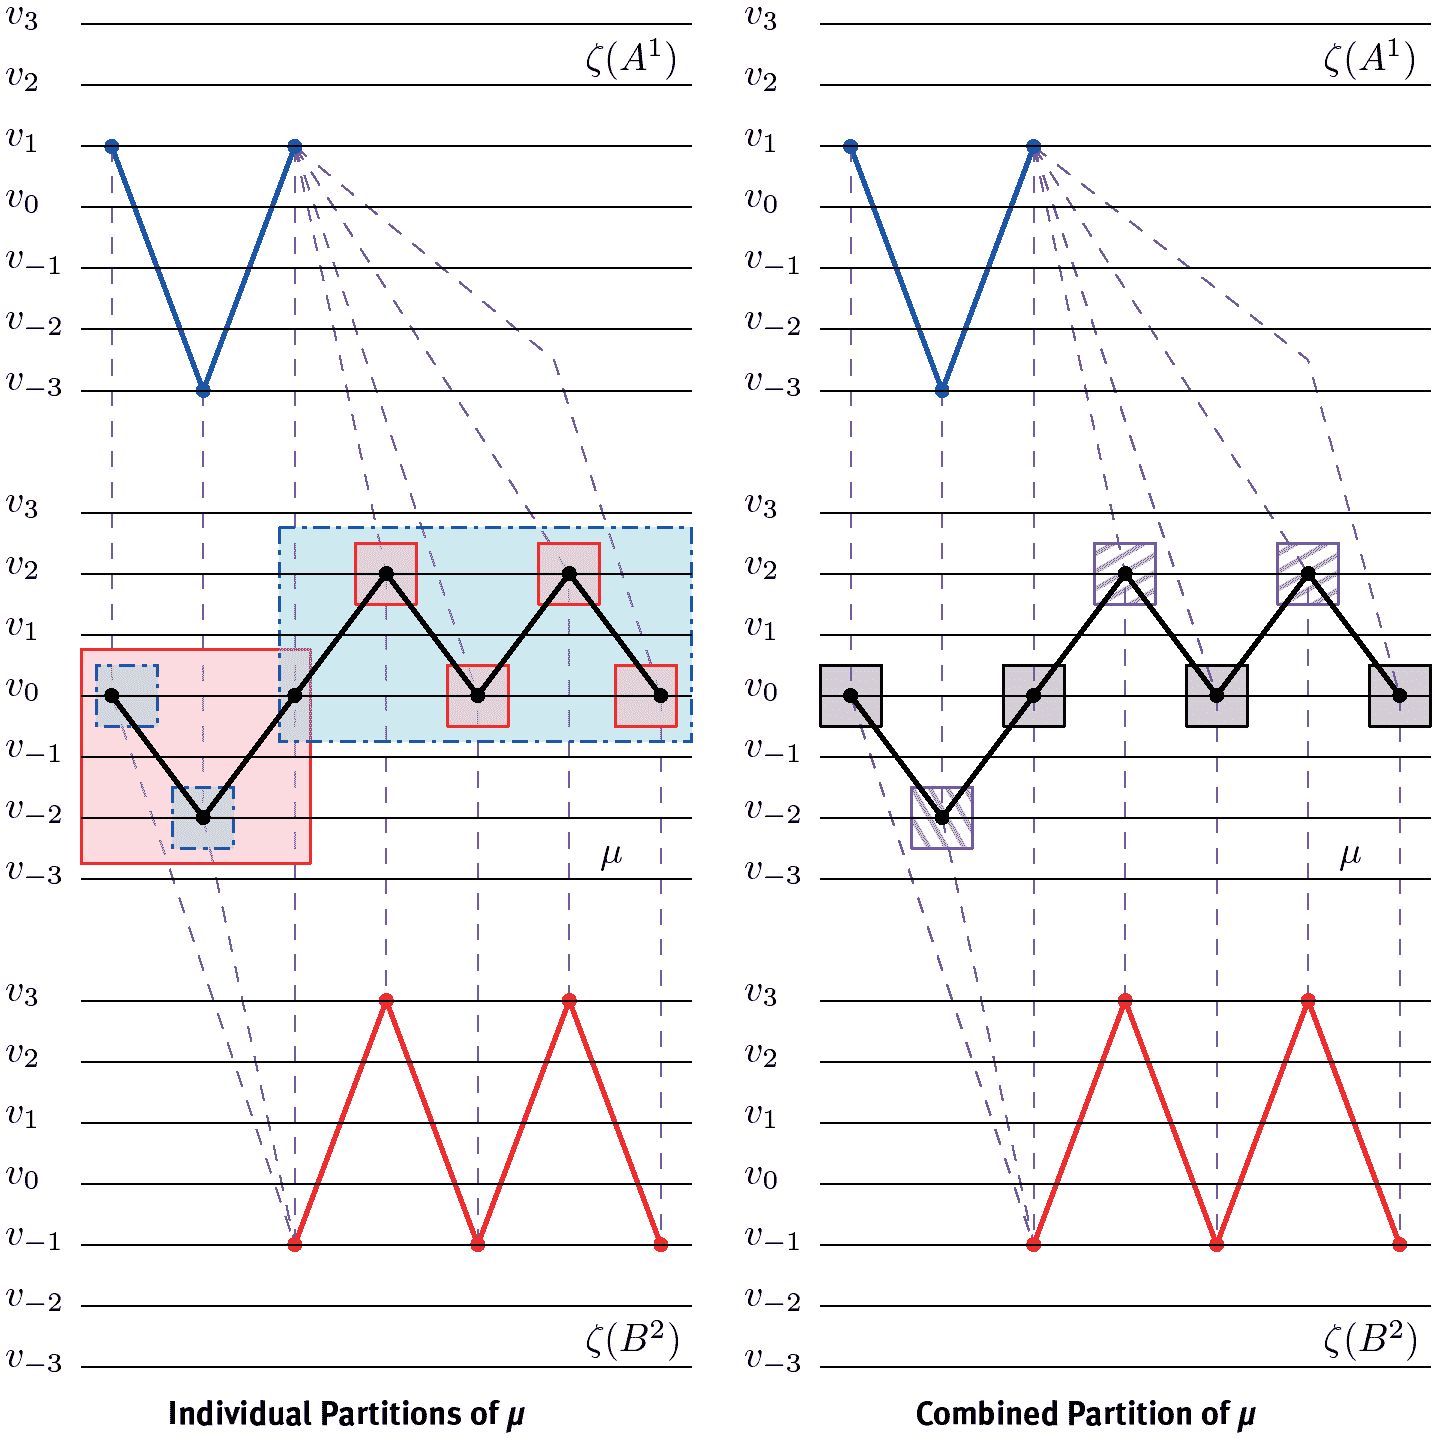 v₃ v₃
ζ(A¹) ζ(A¹)
v₂ v₂
v₁ v₁
v₀ v₀
v₋₁ v₋₁
v₋₂ v₋₂
v₋₃ v₋₃
v₃ v₃
v₂ v₂
v₁ v₁
v₀ v₀
v₋₁ v₋₁
v₋₂ v₋₂
μ μ
v₋₃ v₋₃
v₃ v₃
v₂ v₂
v₁ v₁
v₀ v₀
v₋₁ v₋₁
v₋₂ v₋₂
ζ(B²) ζ(B²)
v₋₃ v₋₃
Individual Partitions of μ Combined Partition of μ